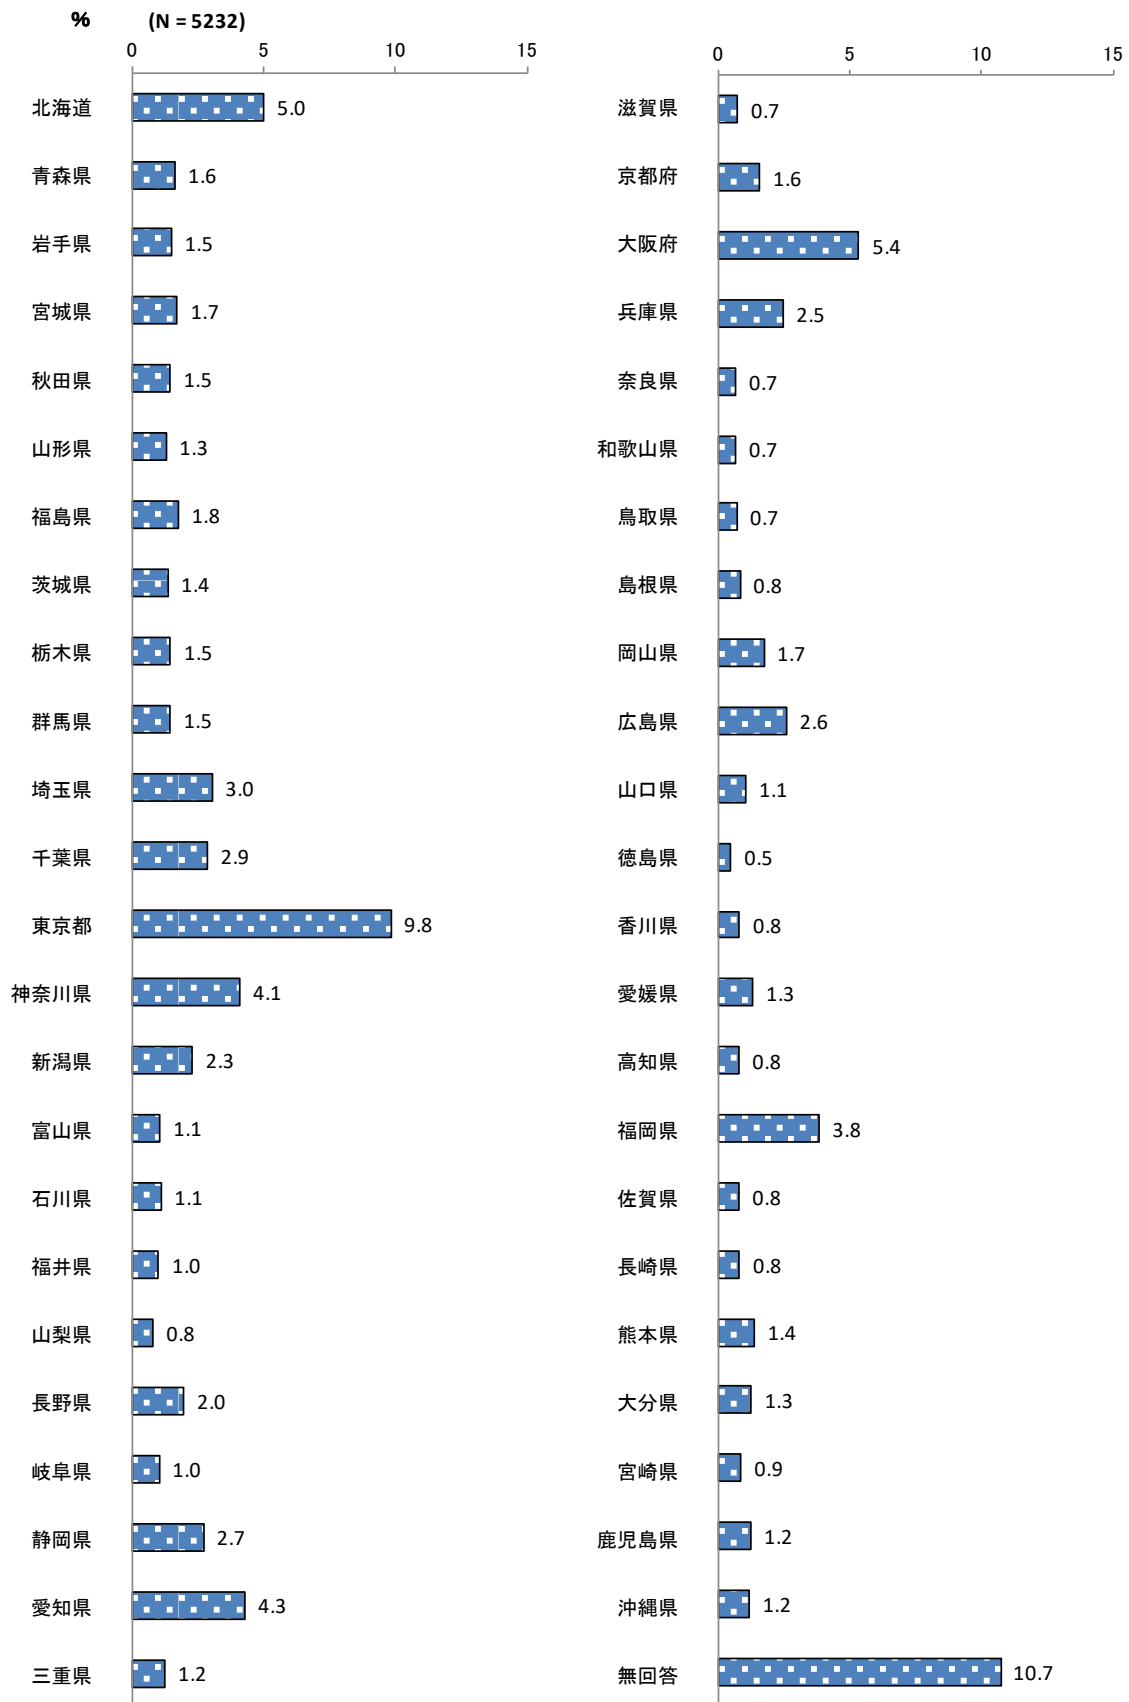 % (N = 5232)
0 5 10 15
北海道 5.0
青森県 1.6
岩手県 1.5
宮城県 1.7
秋田県 1.5
山形県 1.3
福島県 1.8
茨城県 1.4
栃木県 1.5
群馬県 1.5
埼玉県 3.0
千葉県 2.9
東京都 9.8
神奈川県 4.1
新潟県 2.3
富山県 1.1
石川県 1.1
福井県 1.0
山梨県 0.8
長野県 2.0
岐阜県 1.0
静岡県 2.7
愛知県 4.3
三重県 1.2
0 5 10 15
滋賀県 0.7
京都府 1.6
大阪府 5.4
兵庫県 2.5
奈良県 0.7
和歌山県 0.7
鳥取県 0.7
島根県 0.8
岡山県 1.7
広島県 2.6
山口県 1.1
徳島県 0.5
香川県 0.8
愛媛県 1.3
高知県 0.8
福岡県 3.8
佐賀県 0.8
長崎県 0.8
熊本県 1.4
大分県 1.3
宮崎県 0.9
鹿児島県 1.2
沖縄県 1.2
無回答 10.7